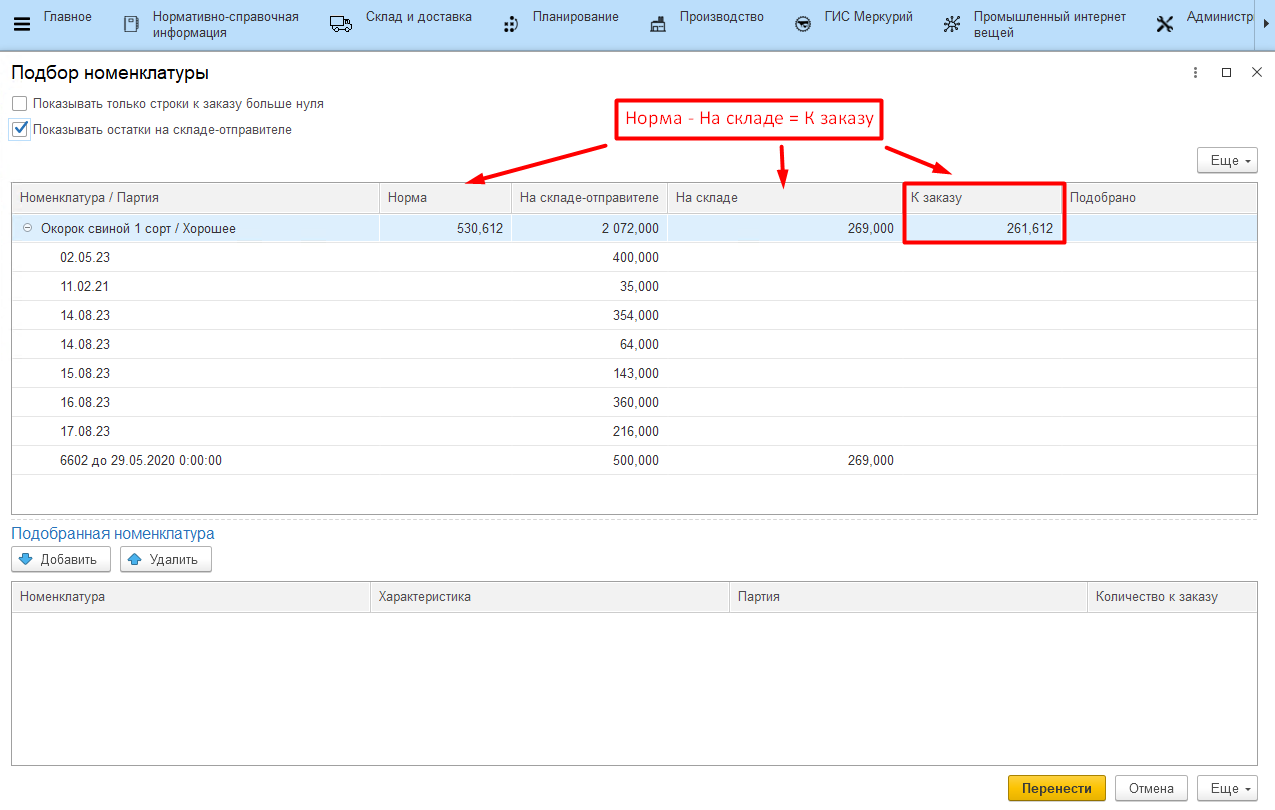 Главное
Нормативно-справочная
информация
Склад и доставка
Планирование
Производство
ГИС Меркурий
Промышленный интернет
вещей
Администр
Подбор номенклатуры
Показывать только строки к заказу больше нуля
Показывать остатки на складе-отправителе
Норма - На складе = К заказу
Еще
Номенклатура / Партия Норма На складе-отправителе На складе К заказу Подобрано
Окорок свиной 1 сорт / Хорошее 530,612 2 072,000 269,000 261,612
02.05.23 400,000
11.02.21 35,000
14.08.23 354,000
14.08.23 64,000
15.08.23 143,000
16.08.23 360,000
17.08.23 216,000
6602 до 29.05.2020 0:00:00 500,000 269,000
Подобранная номенклатура
Добавить Удалить
Номенклатура Характеристика Партия Количество к заказу
Перенести Отмена Еще